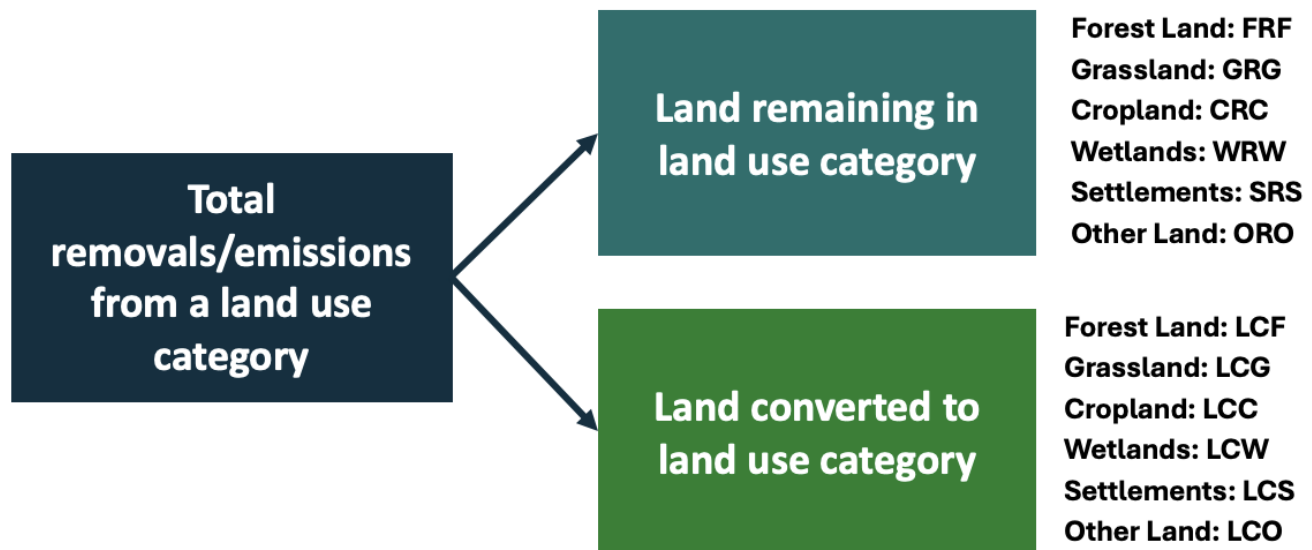 Total
removals/emissions
from a land use
category
Land remaining in
land use category
Forest Land: FRF
Grassland: GRG
Cropland: CRC
Wetlands: WRW
Settlements: SRS
Other Land: ORO
Land converted to
land use category
Forest Land: LCF
Grassland: LCG
Cropland: LCC
Wetlands: LCW
Settlements: LCS
Other Land: LCO